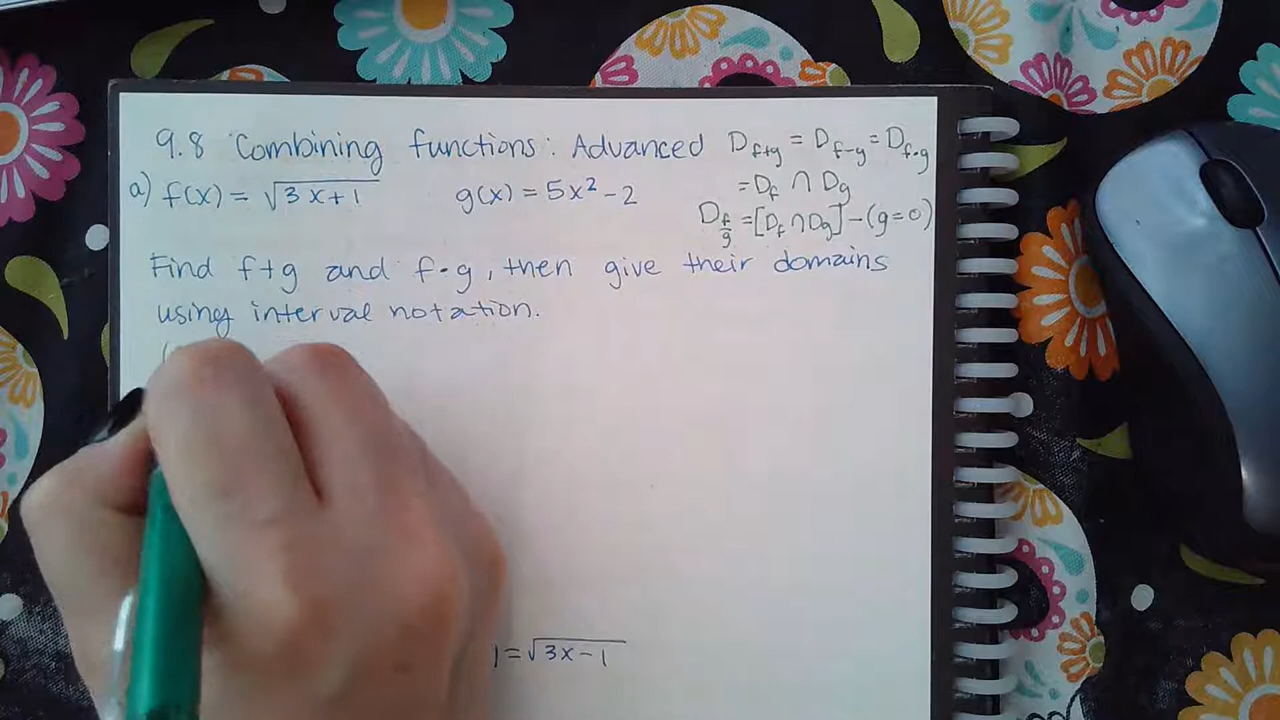 9.8 Combining functions: Advanced D_{f+g} = D_{f-g} = D_{f·g}
= D_f ∩ D_g
a) f(x) = √(3x+1) g(x) = 5x² - 2
D_{f/g} = [D_f ∩ D_g] - (g=0)
Find f+g and f·g, then give their domains
using interval notation.
(
) = √(3x-1)